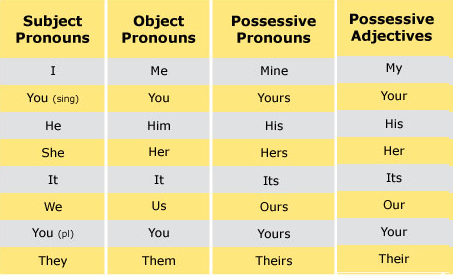 Subject Pronouns Object Pronouns Possessive Pronouns Possessive Adjectives
I Me Mine My
You (sing) You Yours Your
He Him His His
She Her Hers Her
It It Its Its
We Us Ours Our
You (pl) You Yours Your
They Them Theirs Their